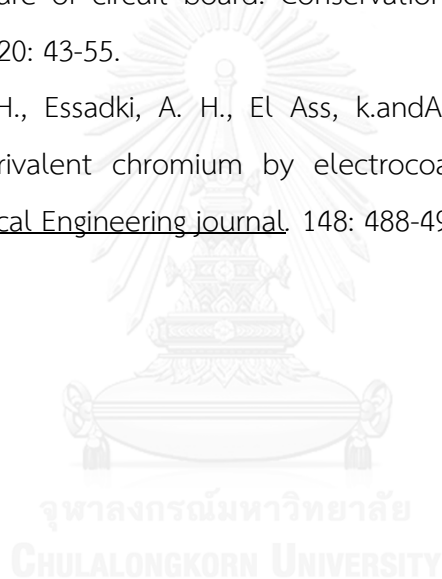 are of circuit board. Conservation
20: 43-55.
H., Essadki, A. H., El Ass, k.andA
rivalent chromium by electrocoa
cal Engineering journal. 148: 488-49
จุฬาลงกรณ์มหาวิทยาลัย
CHULALONGKORN UNIVERSITY